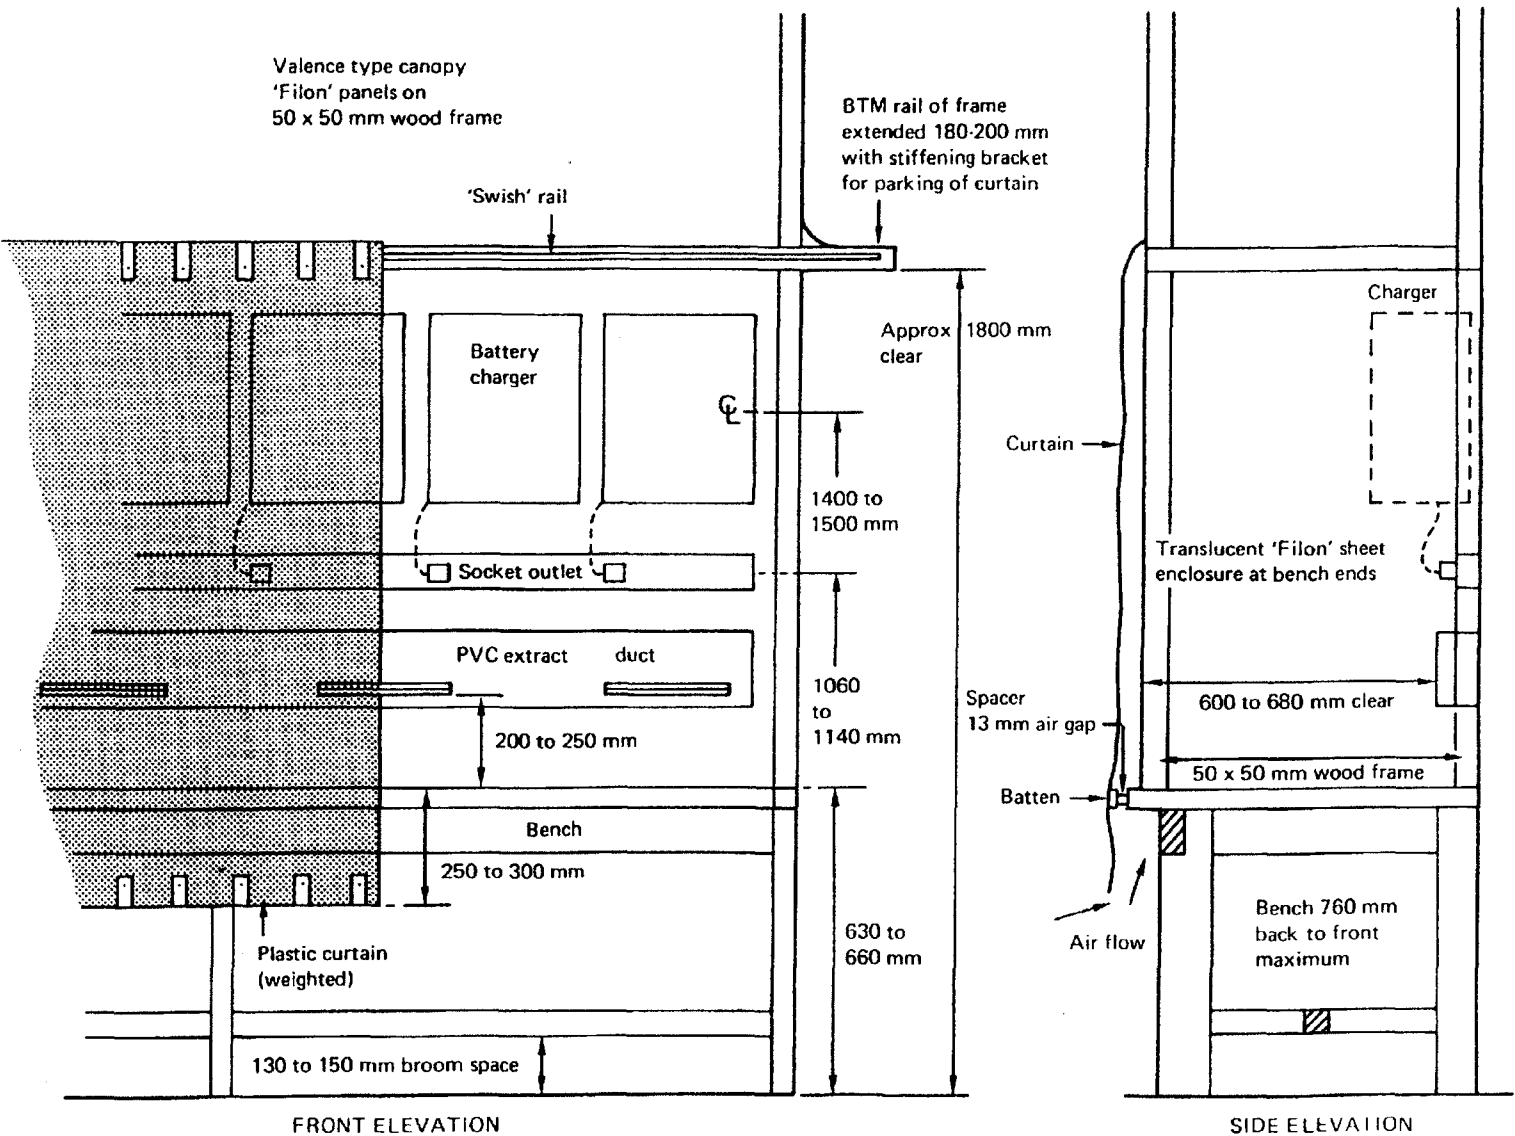 Valence type canopy
'Filon' panels on
50 x 50 mm wood frame
BTM rail of frame
extended 180-200 mm
with stiffening bracket
for parking of curtain
'Swish' rail
Approx 1800 mm
clear
Charger
Battery
charger
CL
Curtain
1400 to
1500 mm
Translucent 'Filon' sheet
enclosure at bench ends
Socket outlet
PVC extract duct
1060
to
1140 mm
200 to 250 mm
Spacer
13 mm air gap
600 to 680 mm clear
50 x 50 mm wood frame
Batten
Bench
250 to 300 mm
630 to
660 mm
Air flow
Bench 760 mm
back to front
maximum
Plastic curtain
(weighted)
130 to 150 mm broom space
FRONT ELEVATION
SIDE ELEVATION